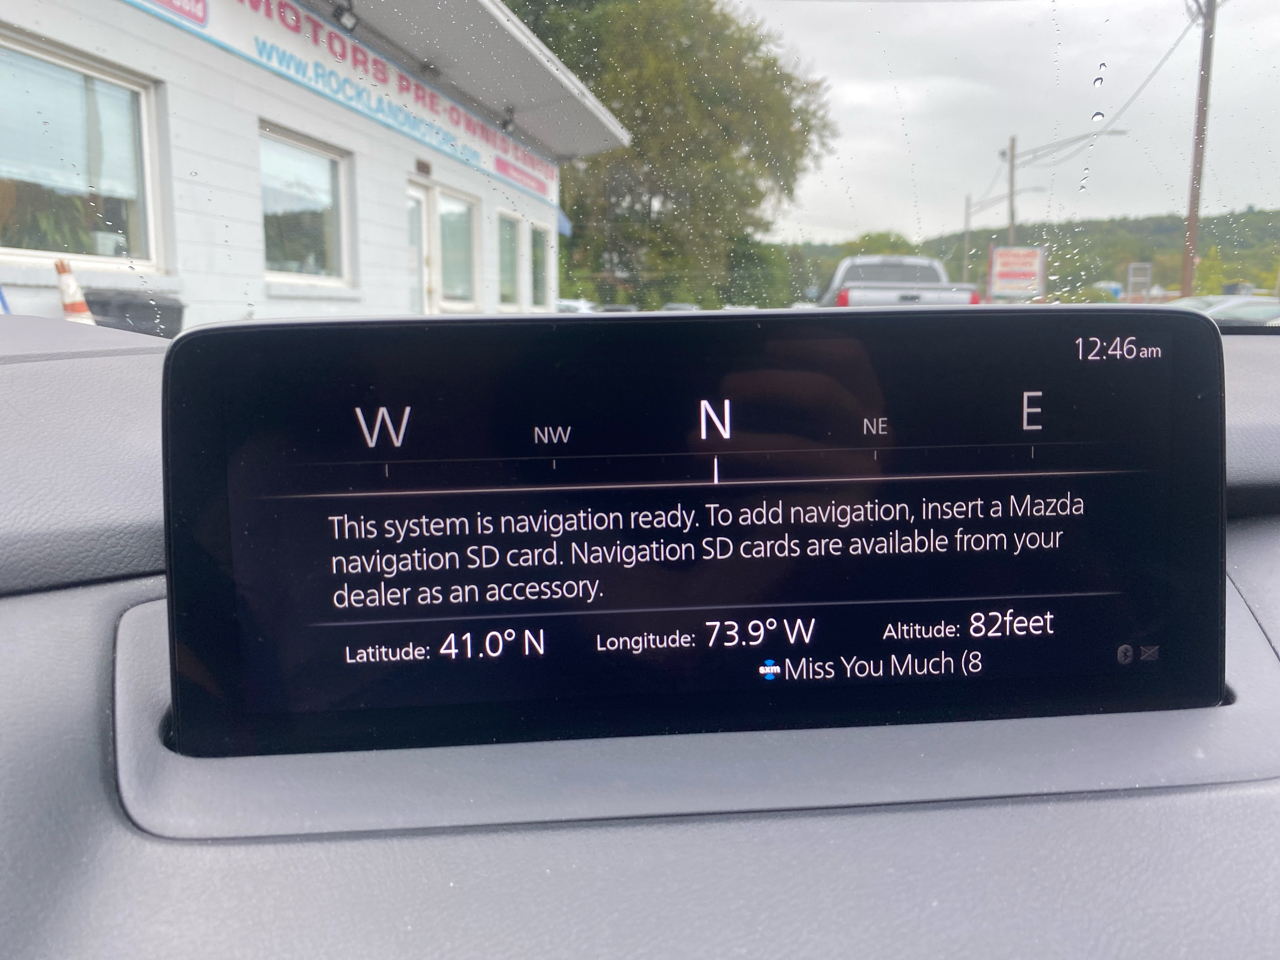 MOTORS PRE-OWNED CENTER
WWW.ROCKLANDMOTORS.COM
12:46am
W NW N NE E
This system is navigation ready. To add navigation, insert a Mazda
navigation SD card. Navigation SD cards are available from your
dealer as an accessory.
Latitude: 41.0° N Longitude: 73.9° W Altitude: 82feet
sxm Miss You Much (8